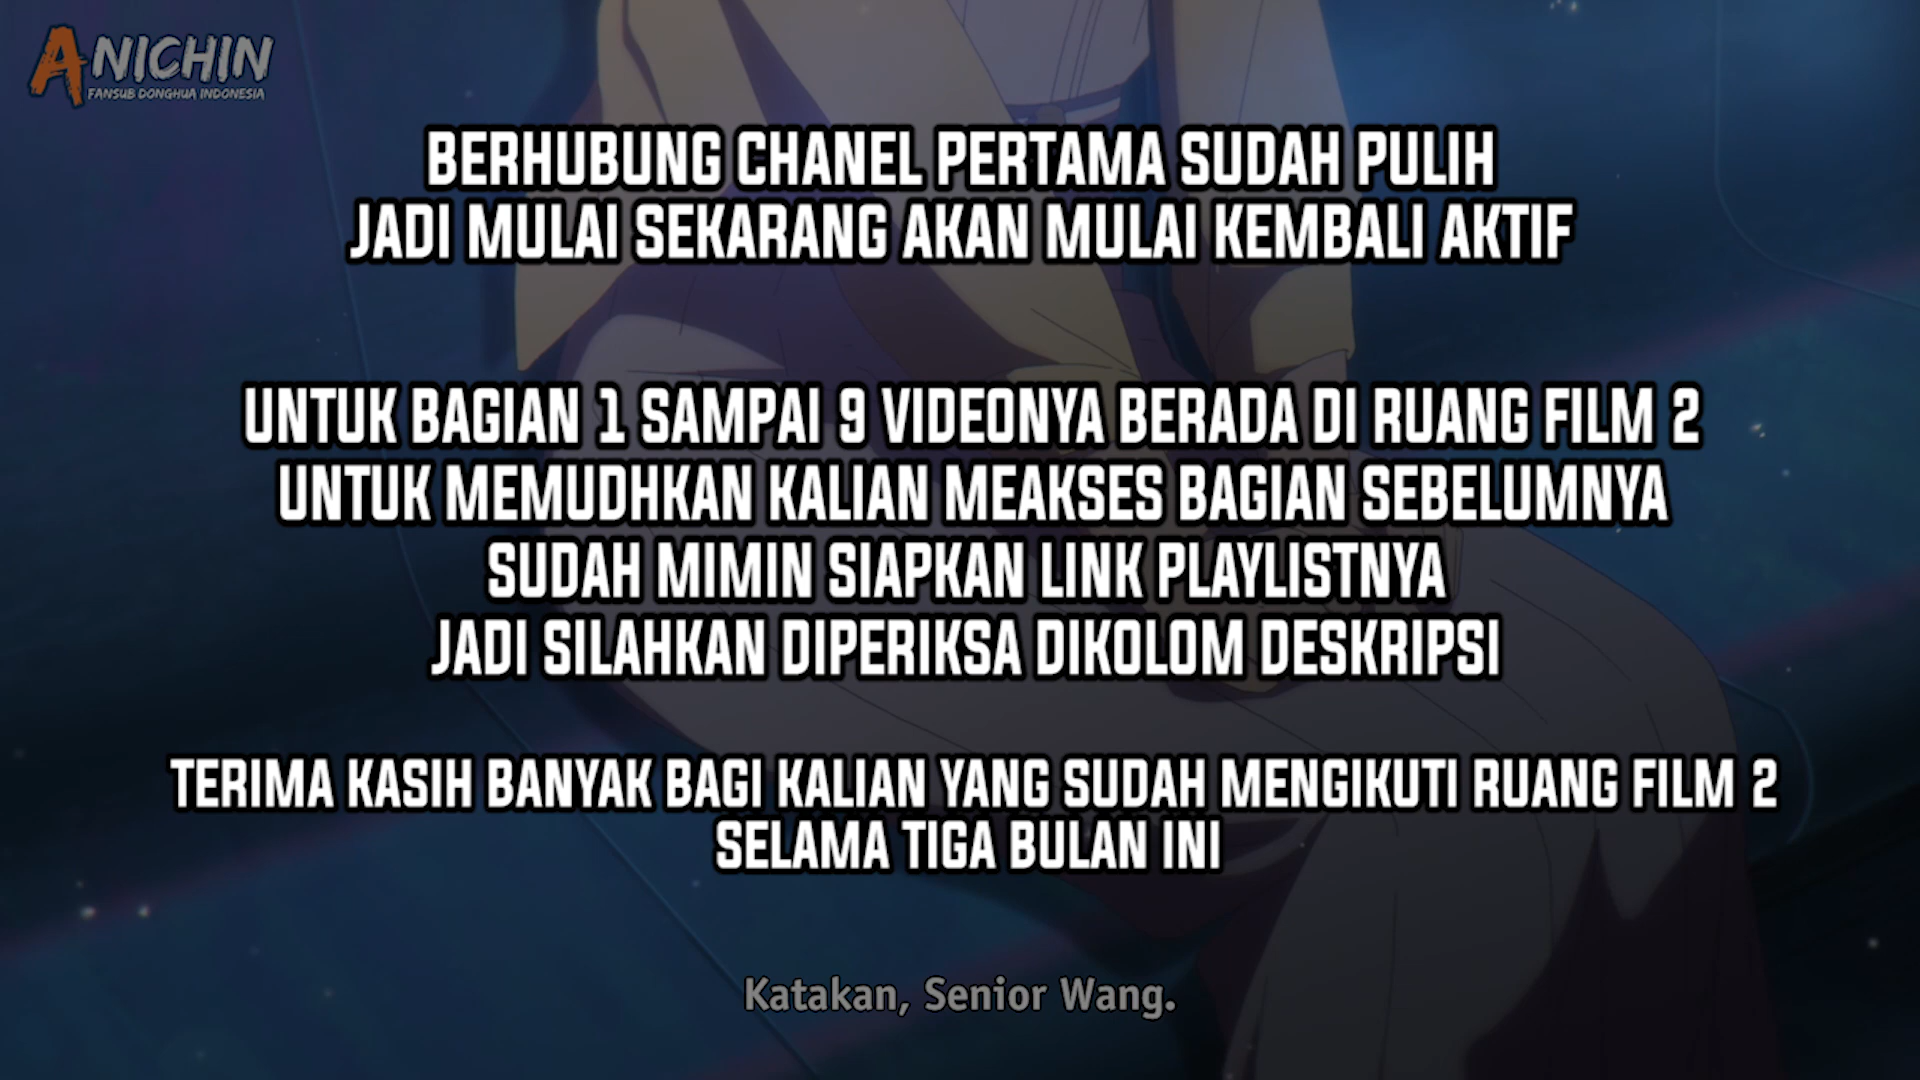 ANICHIN
FANSUB DONGHUA INDONESIA
BERHUBUNG CHANEL PERTAMA SUDAH PULIH
JADI MULAI SEKARANG AKAN MULAI KEMBALI AKTIF
UNTUK BAGIAN 1 SAMPAI 9 VIDEONYA BERADA DI RUANG FILM 2
UNTUK MEMUDHKAN KALIAN MEAKSES BAGIAN SEBELUMNYA
SUDAH MIMIN SIAPKAN LINK PLAYLISTNYA
JADI SILAHKAN DIPERIKSA DIKOLOM DESKRIPSI
TERIMA KASIH BANYAK BAGI KALIAN YANG SUDAH MENGIKUTI RUANG FILM 2
SELAMA TIGA BULAN INI
Katakan, Senior Wang.